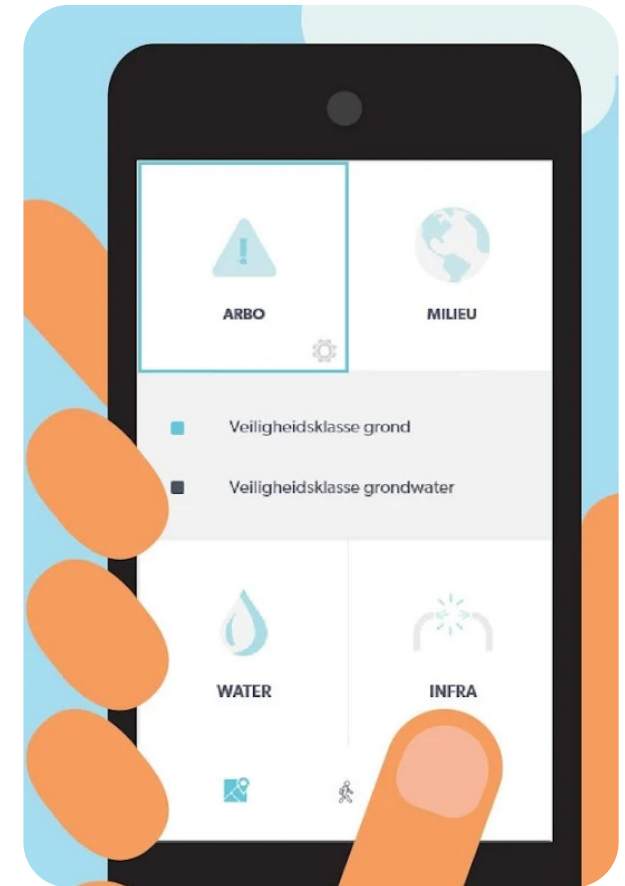 ARBO
MILIEU
Veiligheidsklasse grond
Veiligheidsklasse grondwater
WATER
INFRA